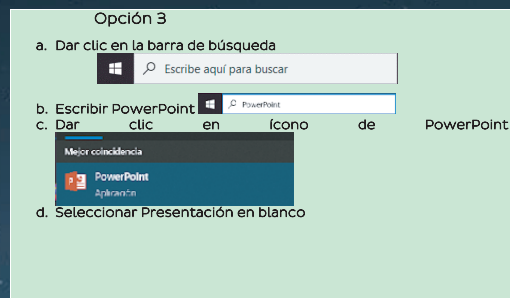 Opción 3
a. Dar clic en la barra de búsqueda
Escribe aquí para buscar
b. Escribir PowerPoint
PowerPoint
c. Dar clic en ícono de PowerPoint
Mejor coincidencia
PowerPoint
Aplicación
d. Seleccionar Presentación en blanco